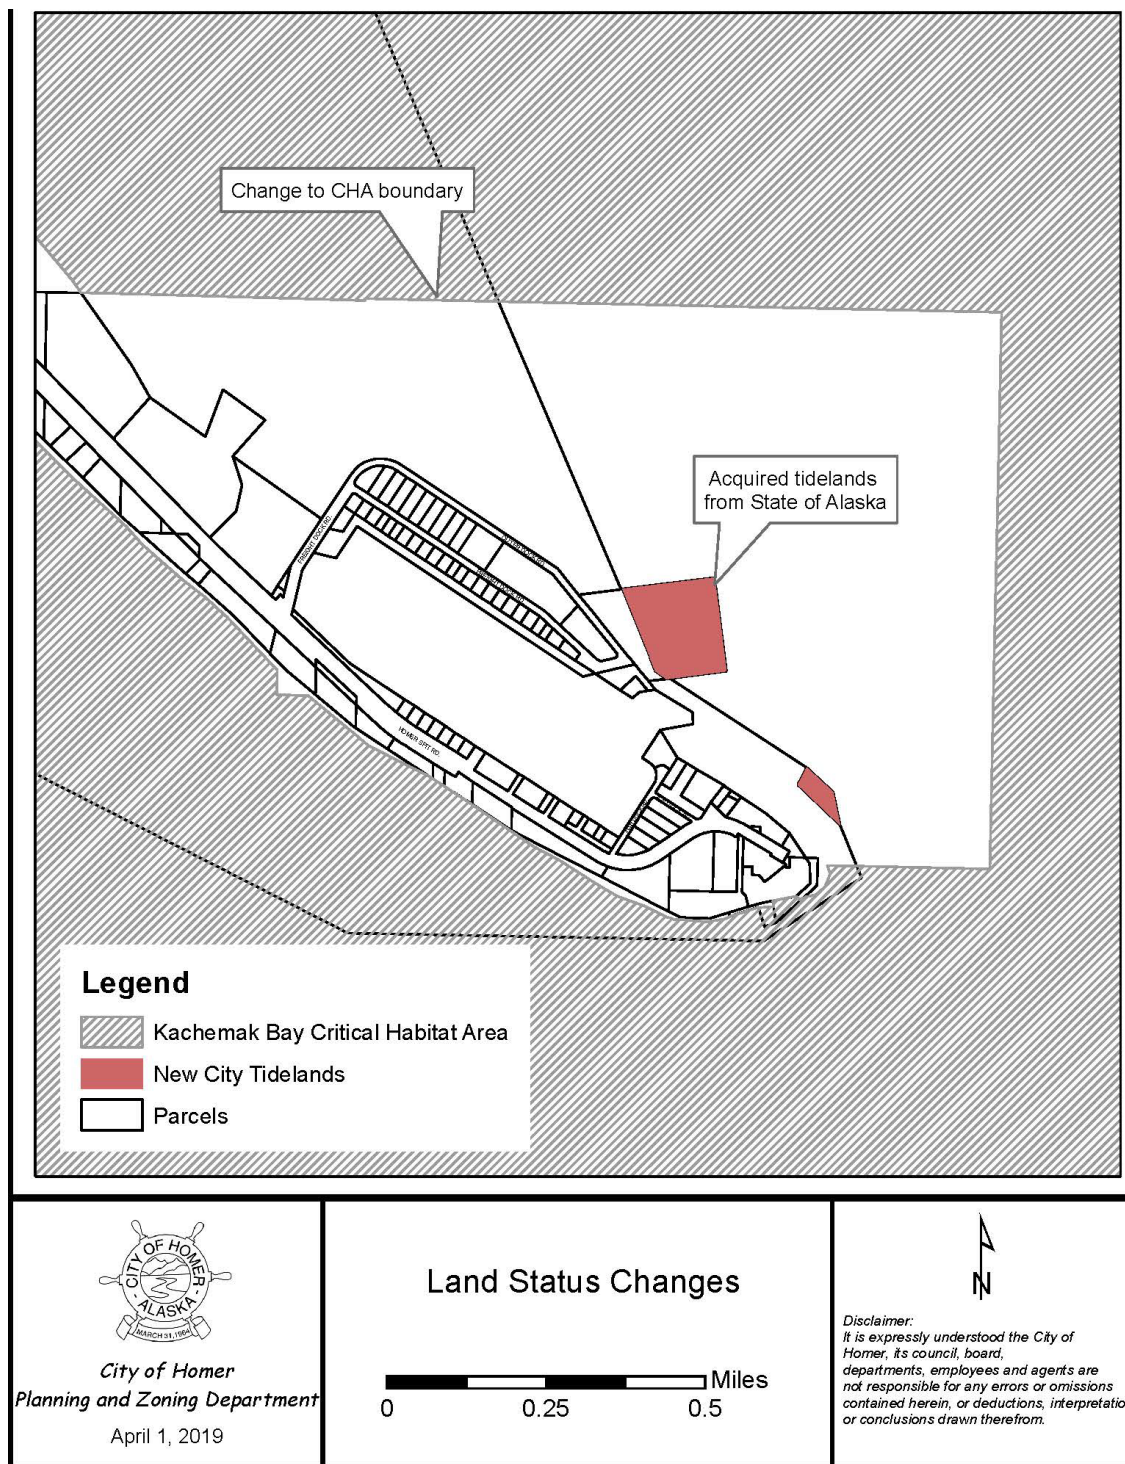 Change to CHA boundary
Acquired tidelands
from State of Alaska
FREIGHT DOCK RD.
HOMER SPIT RD.
Legend
Kachemak Bay Critical Habitat Area
New City Tidelands
Parcels
CITY OF HOMER
- ALASKA -
MARCH 31, 1964
City of Homer
Planning and Zoning Department
April 1, 2019
Land Status Changes
Miles
0 0.25 0.5
N
Disclaimer:
It is expressly understood the City of
Homer, its council, board,
departments, employees and agents are
not responsible for any errors or omissions
contained herein, or deductions, interpretatio
or conclusions drawn therefrom.